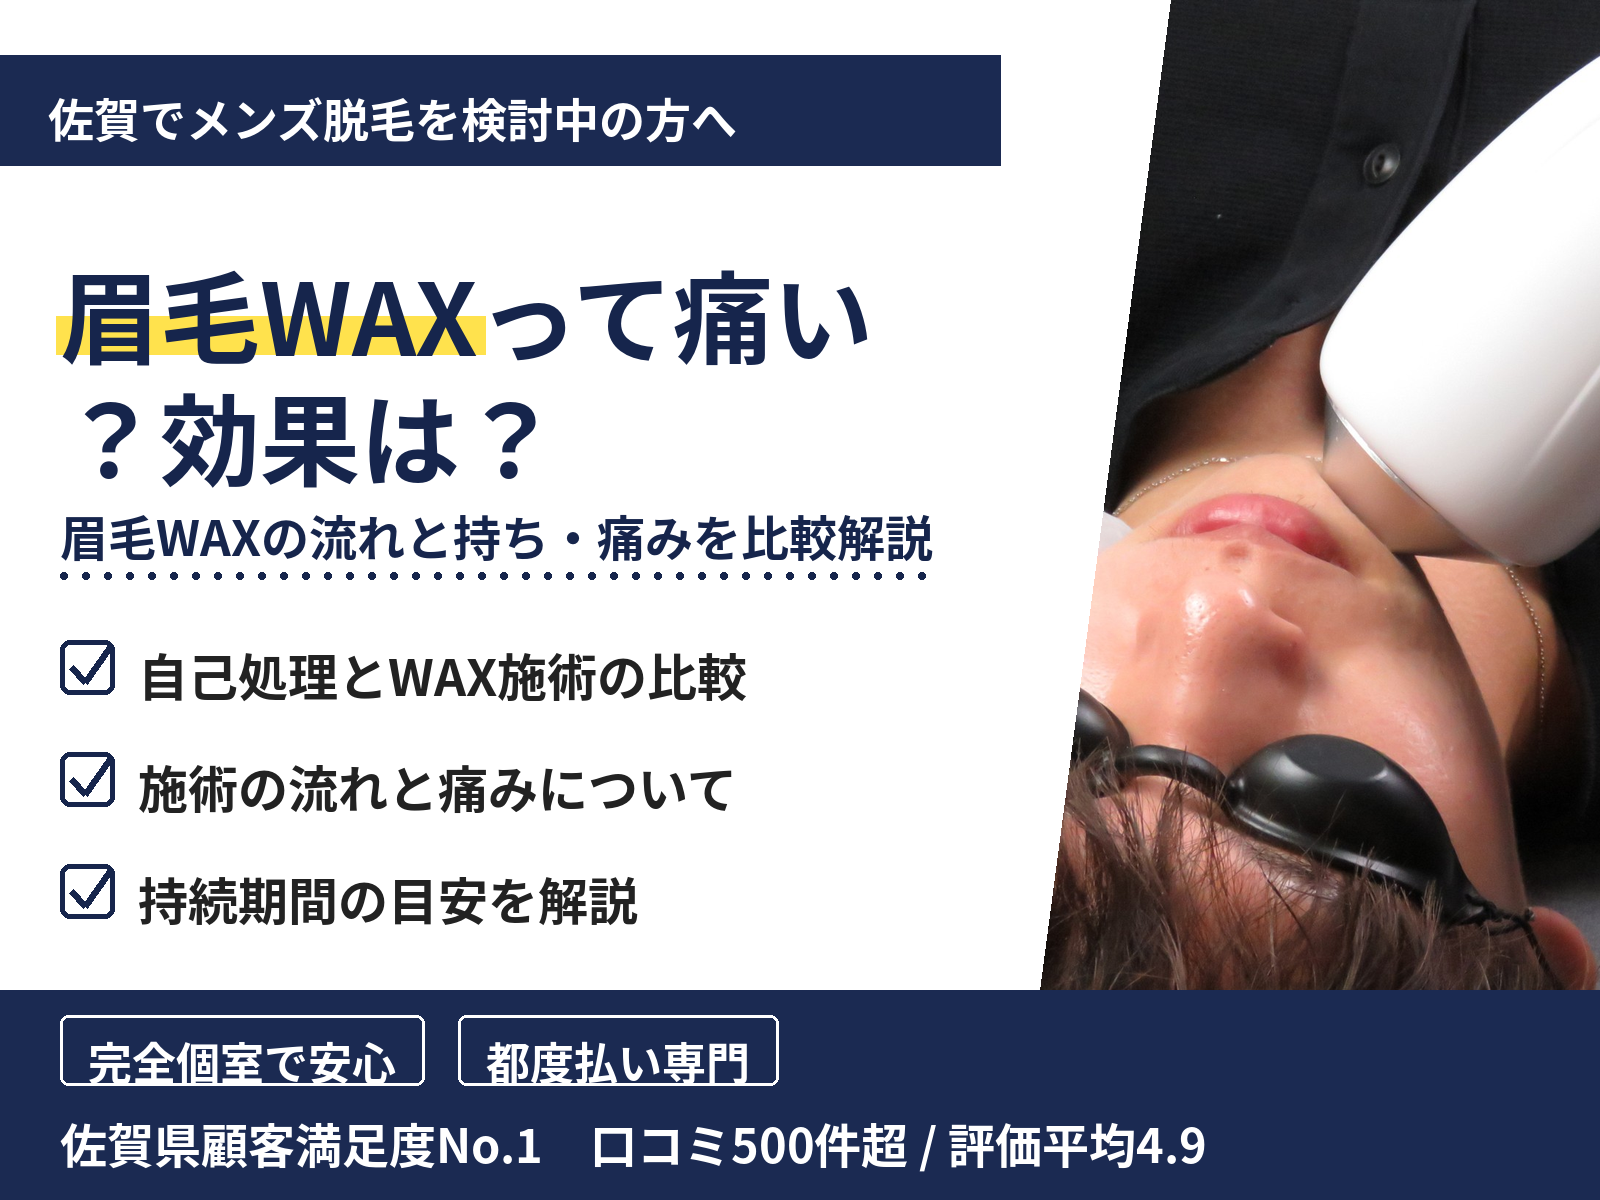 佐賀でメンズ脱毛を検討中の方へ
眉毛WAXって痛い
？効果は？
眉毛WAXの流れと持ち・痛みを比較解説
自己処理とWAX施術の比較
施術の流れと痛みについて
持続期間の目安を解説
完全個室で安心
都度払い専門
佐賀県顧客満足度No.1　口コミ500件超 / 評価平均4.9